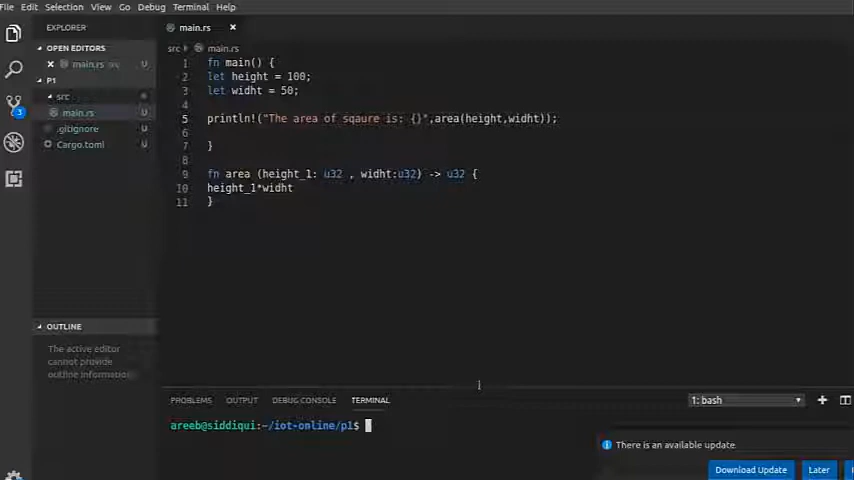 File Edit Selection View Go Debug Terminal Help
EXPLORER
main.rs
OPEN EDITORS
main.rs src U
P1
src
main.rs U
.gitignore U
Cargo.toml U
3
src main.rs
1 fn main() {
2 let height = 100;
3 let widht = 50;
4
5 println!("The area of sqaure is: {}",area(height,widht));
6
7 }
8
9 fn area (height_1: u32 , widht:u32) -> u32 {
10 height_1*widht
11 }
OUTLINE
The active editor
cannot provide
outline information
PROBLEMS OUTPUT DEBUG CONSOLE TERMINAL
1: bash
areeb@siddiqui:~/iot-online/p1$
There is an available update.
Download Update Later